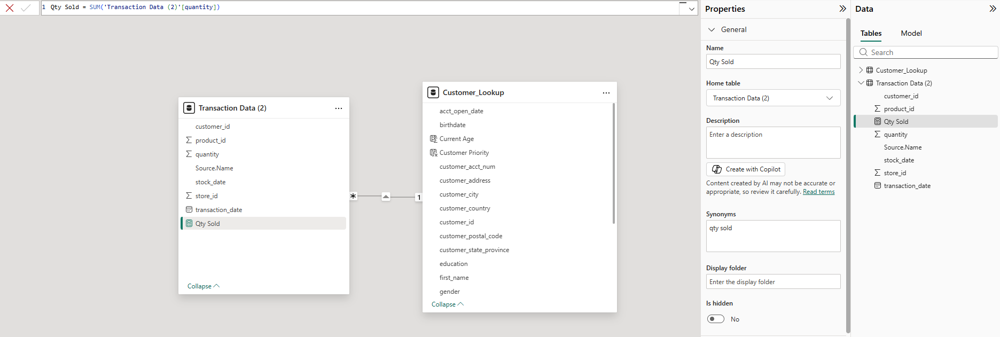 1 Qty Sold = SUM('Transaction Data (2)'[quantity])
Transaction Data (2)
customer_id
product_id
quantity
Source.Name
stock_date
store_id
transaction_date
Qty Sold
Collapse
*
1
Customer_Lookup
acct_open_date
birthdate
Current Age
Customer Priority
customer_acct_num
customer_address
customer_city
customer_country
customer_id
customer_postal_code
customer_state_province
education
first_name
gender
Collapse
Properties
General
Name
Qty Sold
Home table
Transaction Data (2)
Description
Enter a description
Create with Copilot
Content created by AI may not be accurate or
appropriate, so review it carefully. Read terms
Synonyms
qty sold
Display folder
Enter the display folder
Is hidden
No
Data
Tables Model
Search
Customer_Lookup
Transaction Data (2)
customer_id
product_id
Qty Sold
quantity
Source.Name
stock_date
store_id
transaction_date